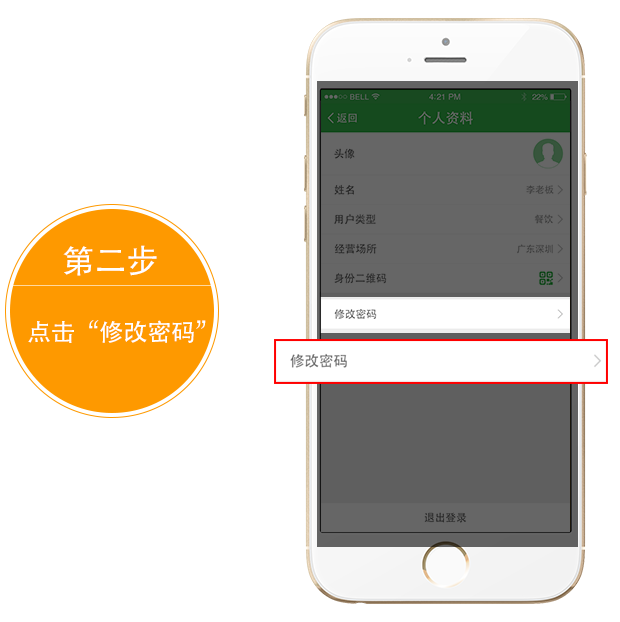 第二步
点击“修改密码”
BELL 4:21 PM 22%
返回 个人资料
头像
姓名 李老板
用户类型 餐饮
经营场所 广东深圳
身份二维码
修改密码
修改密码
退出登录